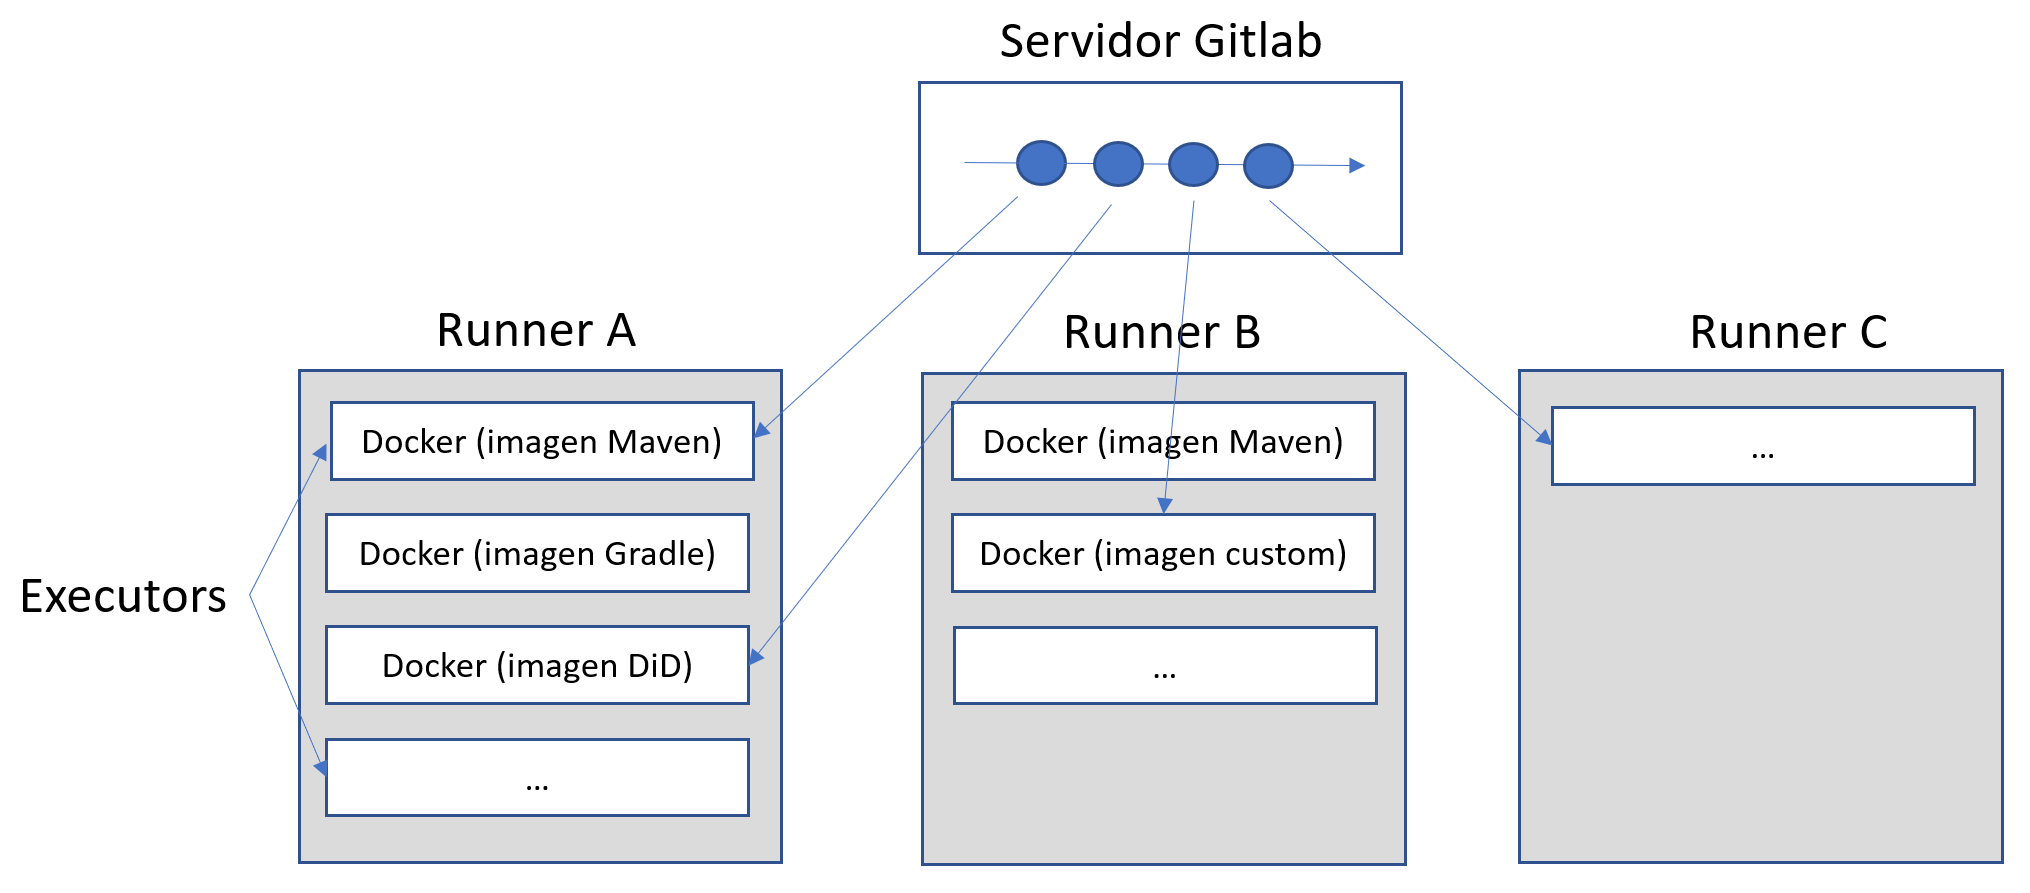 Servidor Gitlab
Runner A
Runner B
Runner C
Executors
Docker (imagen Maven)
Docker (imagen Gradle)
Docker (imagen DiD)
...
Docker (imagen Maven)
Docker (imagen custom)
...
...